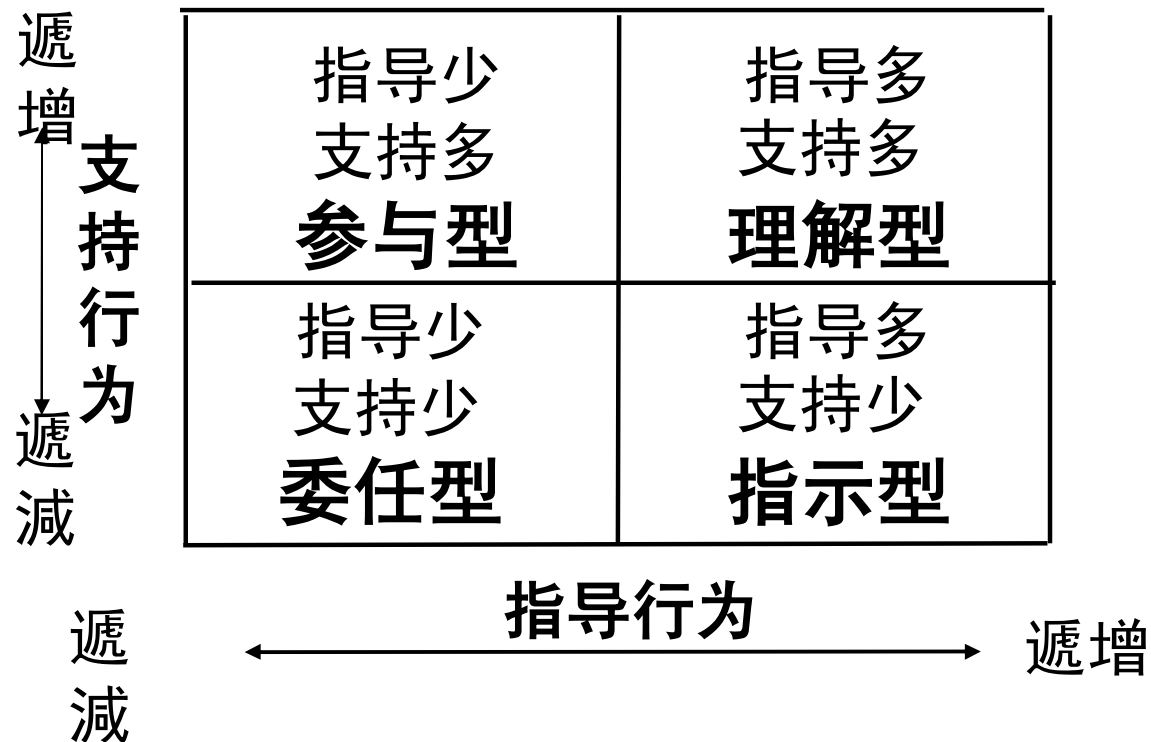 遞
增
支
持
行
为
遞
減
指导少
支持多
参与型
指导多
支持多
理解型
指导少
支持少
委任型
指导多
支持少
指示型
指导行为
遞
減
遞增